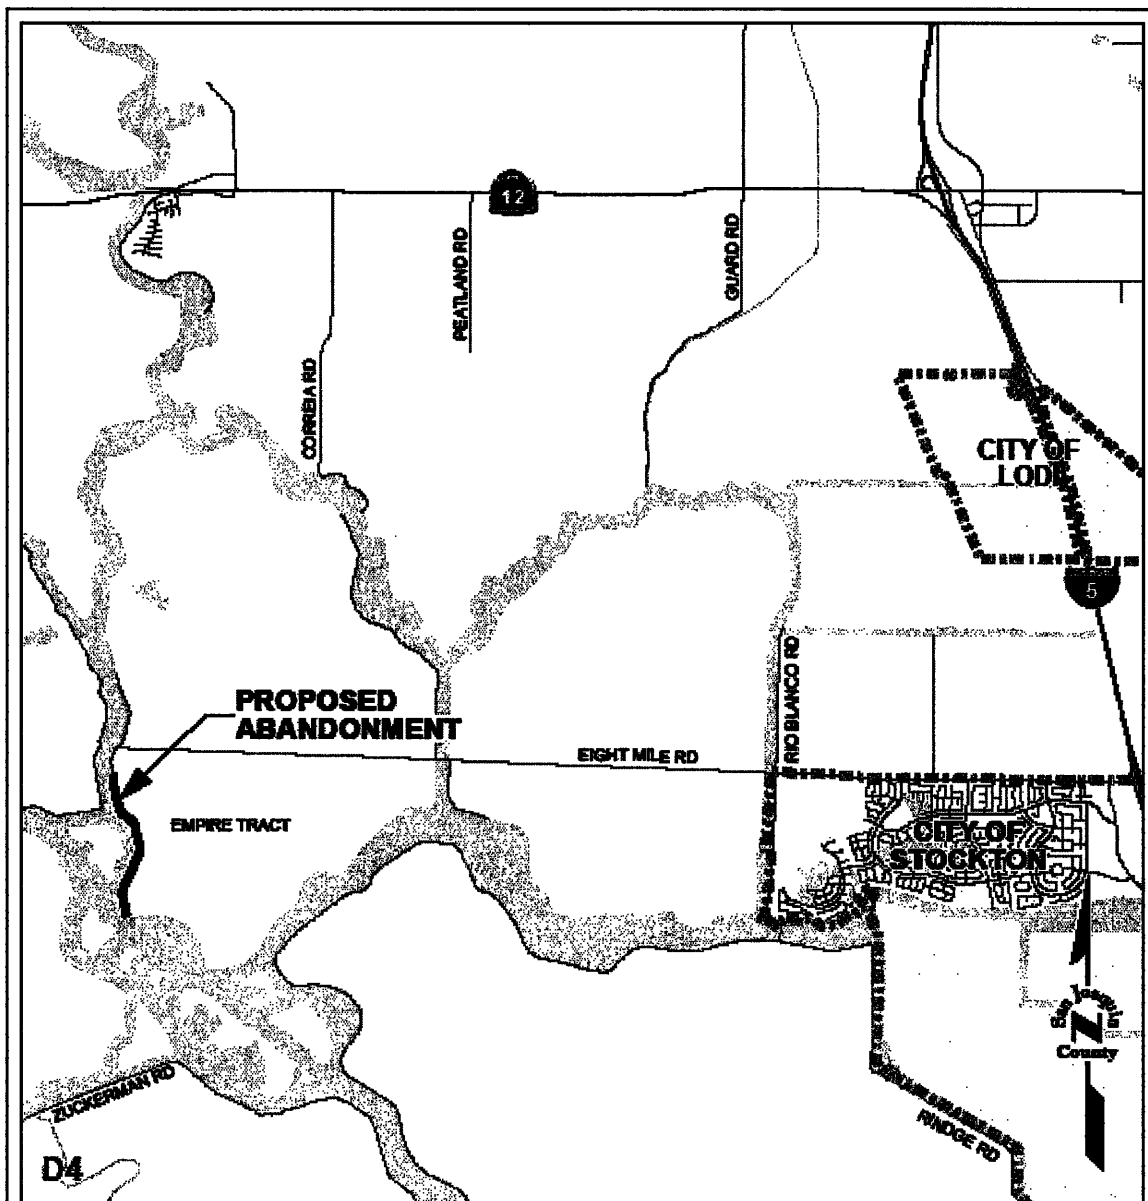 12
PEATLAND RD
GUARD RD
CORREIA RD
CITY OF
LODI
5
RIO BLANCO RD
PROPOSED
ABANDONMENT
EIGHT MILE RD
EMPIRE TRACT
CITY OF
STOCKTON
San Joaquin
County
ZUCKERMAN RD
RINDGE RD
D4